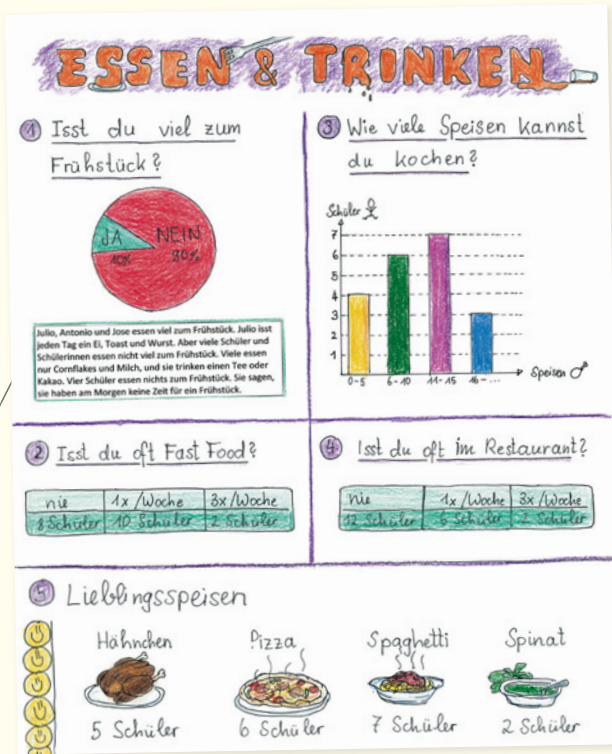 ESSEN & TRINKEN
① Isst du viel zum
Frühstück?
JA
10%
NEIN
90%
Julio, Antonio und Jose essen viel zum Frühstück. Julio isst
jeden Tag ein Ei, Toast und Wurst. Aber viele Schüler und
Schülerinnen essen nicht viel zum Frühstück. Viele essen
nur Cornflakes und Milch, und sie trinken einen Tee oder
Kakao. Vier Schüler essen nichts zum Frühstück. Sie sagen,
sie haben am Morgen keine Zeit für ein Frühstück.
③ Wie viele Speisen kannst
du kochen?
Schüler
7
6
5
4
3
2
1
0-5 6-10 11-15 16-...
Speisen
② Isst du oft Fast Food?
nie 1x/Woche 3x/Woche
8 Schüler 10 Schüler 2 Schüler
④ Isst du oft im Restaurant?
nie 1x/Woche 3x/Woche
12 Schüler 6 Schüler 2 Schüler
⑤ Lieblingsspeisen
Hähnchen Pizza Spaghetti Spinat
5 Schüler 6 Schüler 7 Schüler 2 Schüler